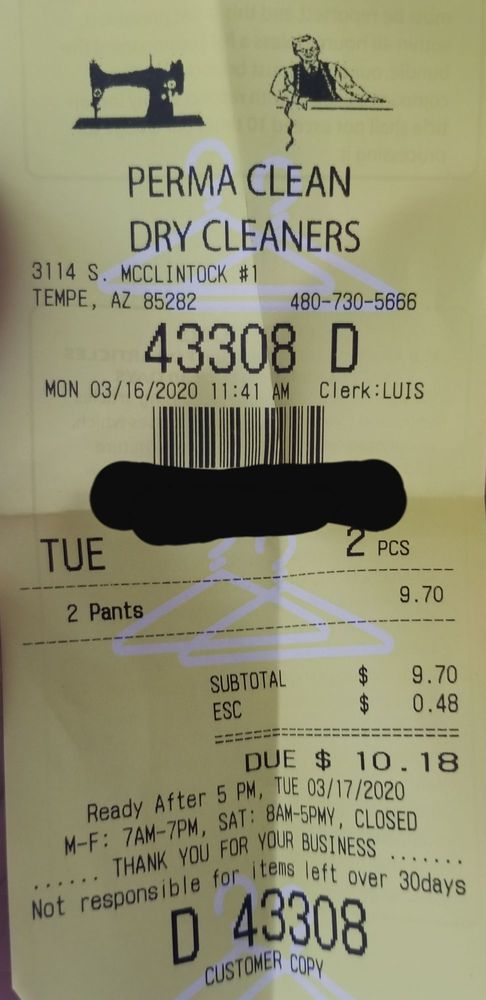 PERMA CLEAN
DRY CLEANERS
3114 S. MCCLINTOCK #1
TEMPE, AZ 85282 480-730-5666
43308 D
MON 03/16/2020 11:41 AM Clerk:LUIS
TUE 2 PCS
2 Pants 9.70
SUBTOTAL $ 9.70
ESC $ 0.48
DUE $ 10.18
Ready After 5 PM, TUE 03/17/2020
M-F: 7AM-7PM, SAT: 8AM-5PMY, CLOSED
...... THANK YOU FOR YOUR BUSINESS .......
Not responsible for items left over 30days
D 43308
CUSTOMER COPY